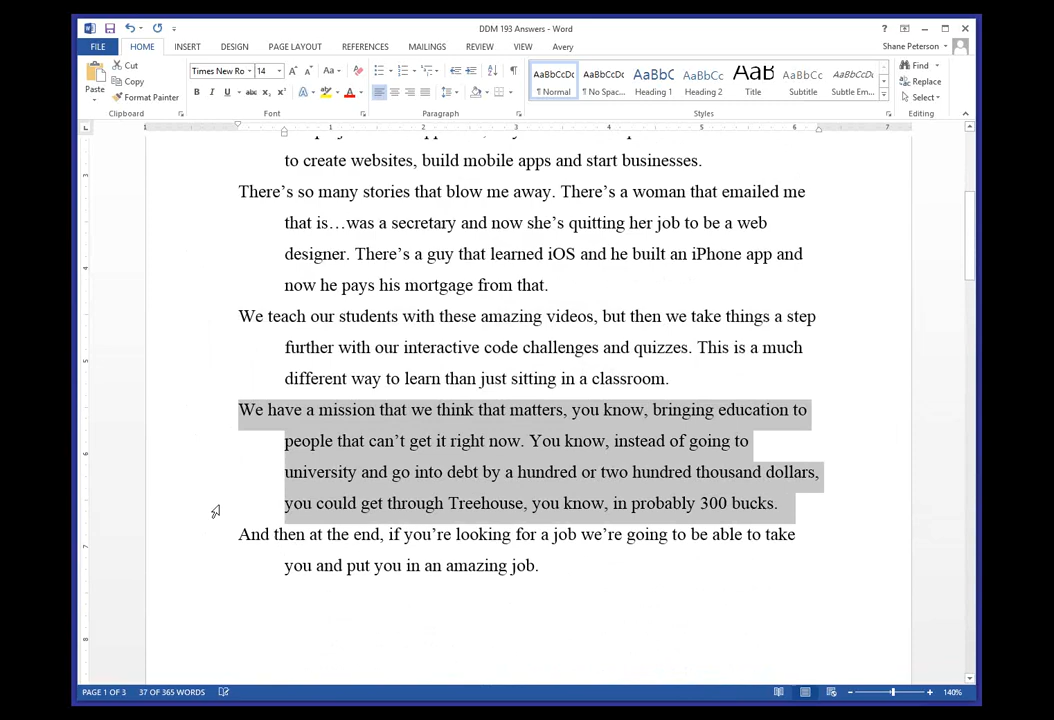 DDM 193 Answers - Word
Shane Peterson
FILE HOME INSERT DESIGN PAGE LAYOUT REFERENCES MAILINGS REVIEW VIEW Avery
Paste
Cut
Copy
Format Painter
Clipboard
Times New Ro 14
Font
Paragraph
AaBbCcDc AaBbCcDc AaBbC AaBbCc AaB AaBbCc AaBbCcDc
¶ Normal ¶ No Spac... Heading 1 Heading 2 Title Subtitle Subtle Em...
Styles
Find
Replace
Select
Editing
1 1 2 3 4 5 6 7
to create websites, build mobile apps and start businesses.
There’s so many stories that blow me away. There’s a woman that emailed me
that is…was a secretary and now she’s quitting her job to be a web
designer. There’s a guy that learned iOS and he built an iPhone app and
now he pays his mortgage from that.
We teach our students with these amazing videos, but then we take things a step
further with our interactive code challenges and quizzes. This is a much
different way to learn than just sitting in a classroom.
We have a mission that we think that matters, you know, bringing education to
people that can’t get it right now. You know, instead of going to
university and go into debt by a hundred or two hundred thousand dollars,
you could get through Treehouse, you know, in probably 300 bucks.
And then at the end, if you’re looking for a job we’re going to be able to take
you and put you in an amazing job.
PAGE 1 OF 3 37 OF 365 WORDS
140%